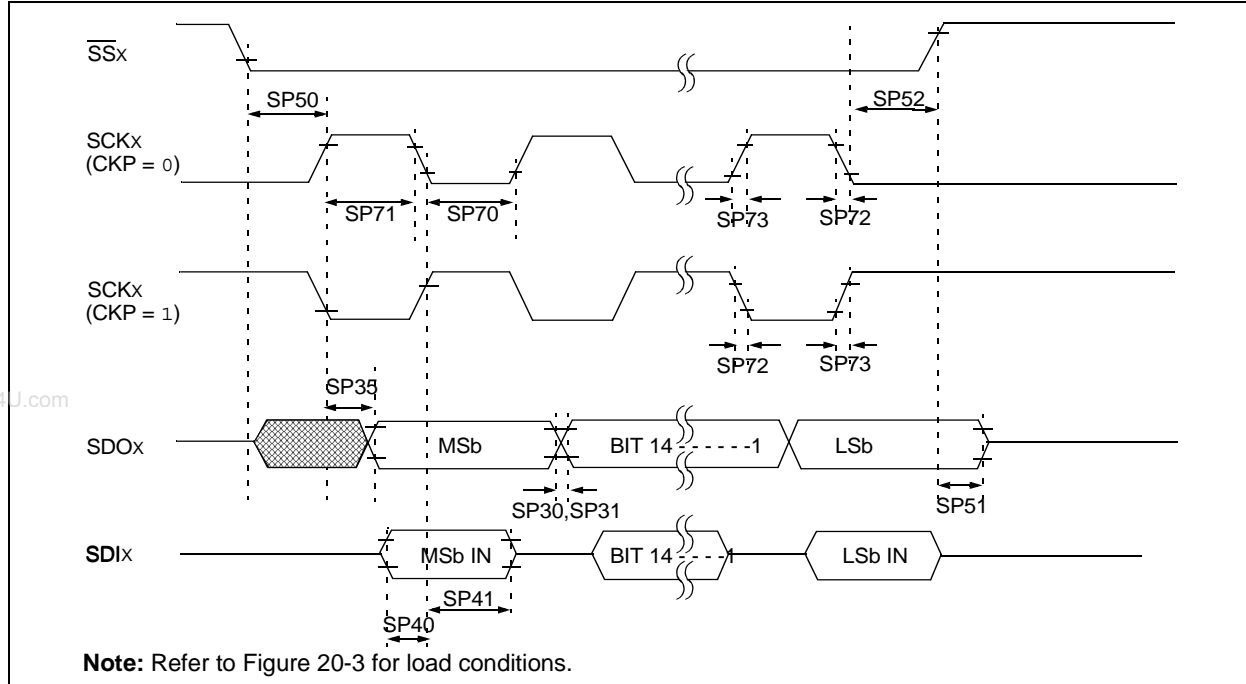 SSx
SP50
SP52
SCKx
(CKP = 0)
SP71
SP70
SP73
SP72
SCKx
(CKP = 1)
SP72
SP73
SP35
4U.com
SDOx
MSb
BIT 14 - - - - - -1
LSb
SP30,SP31
SP51
SDIx
MSb IN
BIT 14 - - - -1
LSb IN
SP41
SP40
Note: Refer to Figure 20-3 for load conditions.